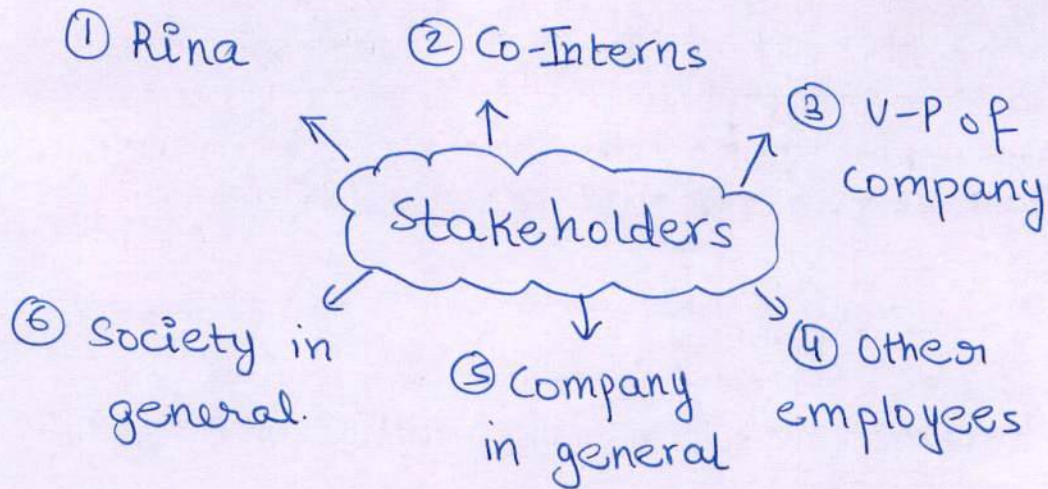 ① Rina
② Co-Interns
③ V-P of
company
Stakeholders
④ Other
employees
⑤ Company
in general
⑥ Society in
general.